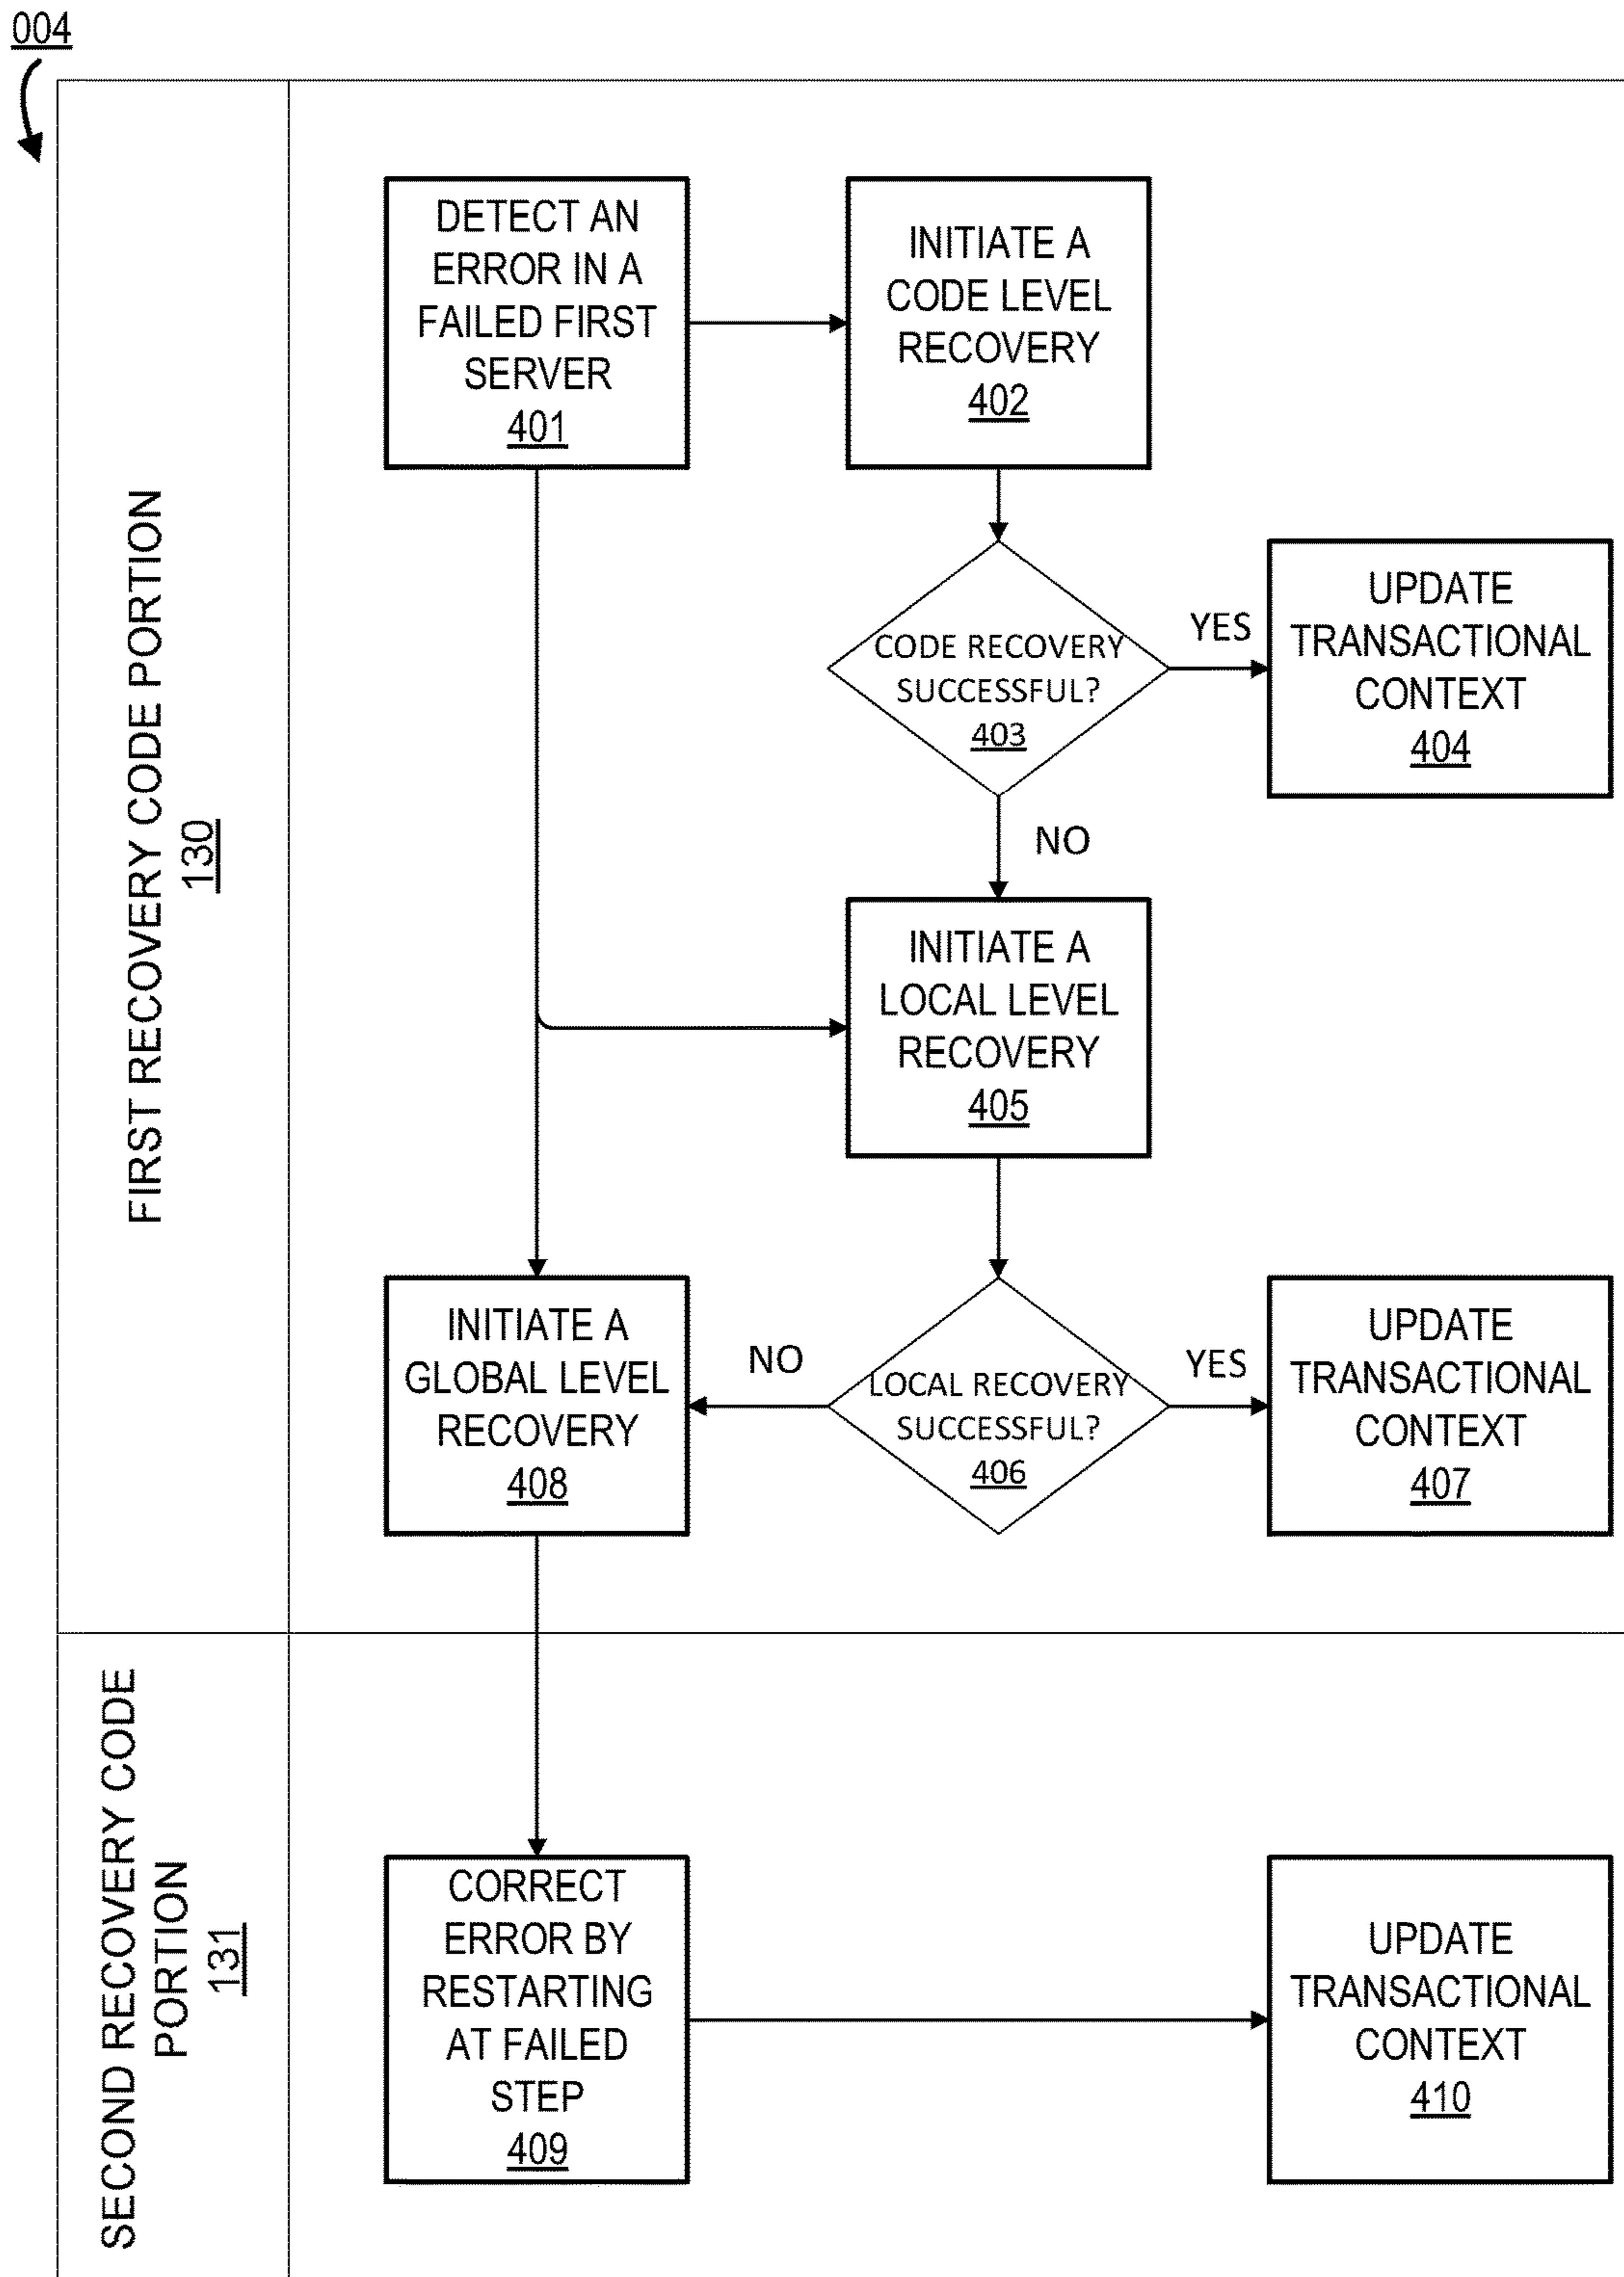 004
FIRST RECOVERY CODE PORTION
130
DETECT AN
ERROR IN A
FAILED FIRST
SERVER
401
INITIATE A
CODE LEVEL
RECOVERY
402
CODE RECOVERY
SUCCESSFUL?
403
YES
UPDATE
TRANSACTIONAL
CONTEXT
404
NO
INITIATE A
LOCAL LEVEL
RECOVERY
405
INITIATE A
GLOBAL LEVEL
RECOVERY
408
NO
LOCAL RECOVERY
SUCCESSFUL?
406
YES
UPDATE
TRANSACTIONAL
CONTEXT
407
SECOND RECOVERY CODE
PORTION
131
CORRECT
ERROR BY
RESTARTING
AT FAILED
STEP
409
UPDATE
TRANSACTIONAL
CONTEXT
410